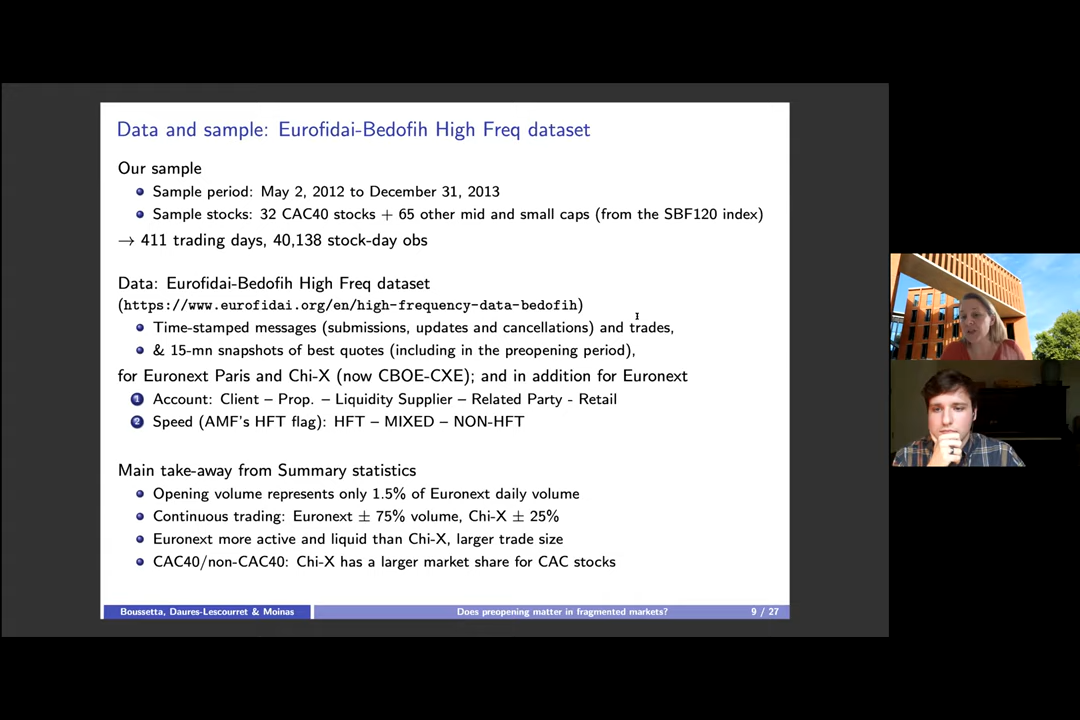 Data and sample: Eurofidai-Bedofih High Freq dataset
Our sample
Sample period: May 2, 2012 to December 31, 2013
Sample stocks: 32 CAC40 stocks + 65 other mid and small caps (from the SBF120 index)
→ 411 trading days, 40,138 stock-day obs
Data: Eurofidai-Bedofih High Freq dataset
(https://www.eurofidai.org/en/high-frequency-data-bedofih)
Time-stamped messages (submissions, updates and cancellations) and trades,
& 15-mn snapshots of best quotes (including in the preopening period),
for Euronext Paris and Chi-X (now CBOE-CXE); and in addition for Euronext
1 Account: Client – Prop. – Liquidity Supplier – Related Party - Retail
2 Speed (AMF's HFT flag): HFT – MIXED – NON-HFT
Main take-away from Summary statistics
Opening volume represents only 1.5% of Euronext daily volume
Continuous trading: Euronext ± 75% volume, Chi-X ± 25%
Euronext more active and liquid than Chi-X, larger trade size
CAC40/non-CAC40: Chi-X has a larger market share for CAC stocks
Boussetta, Daures-Lescourret & Moinas Does preopening matter in fragmented markets? 9 / 27